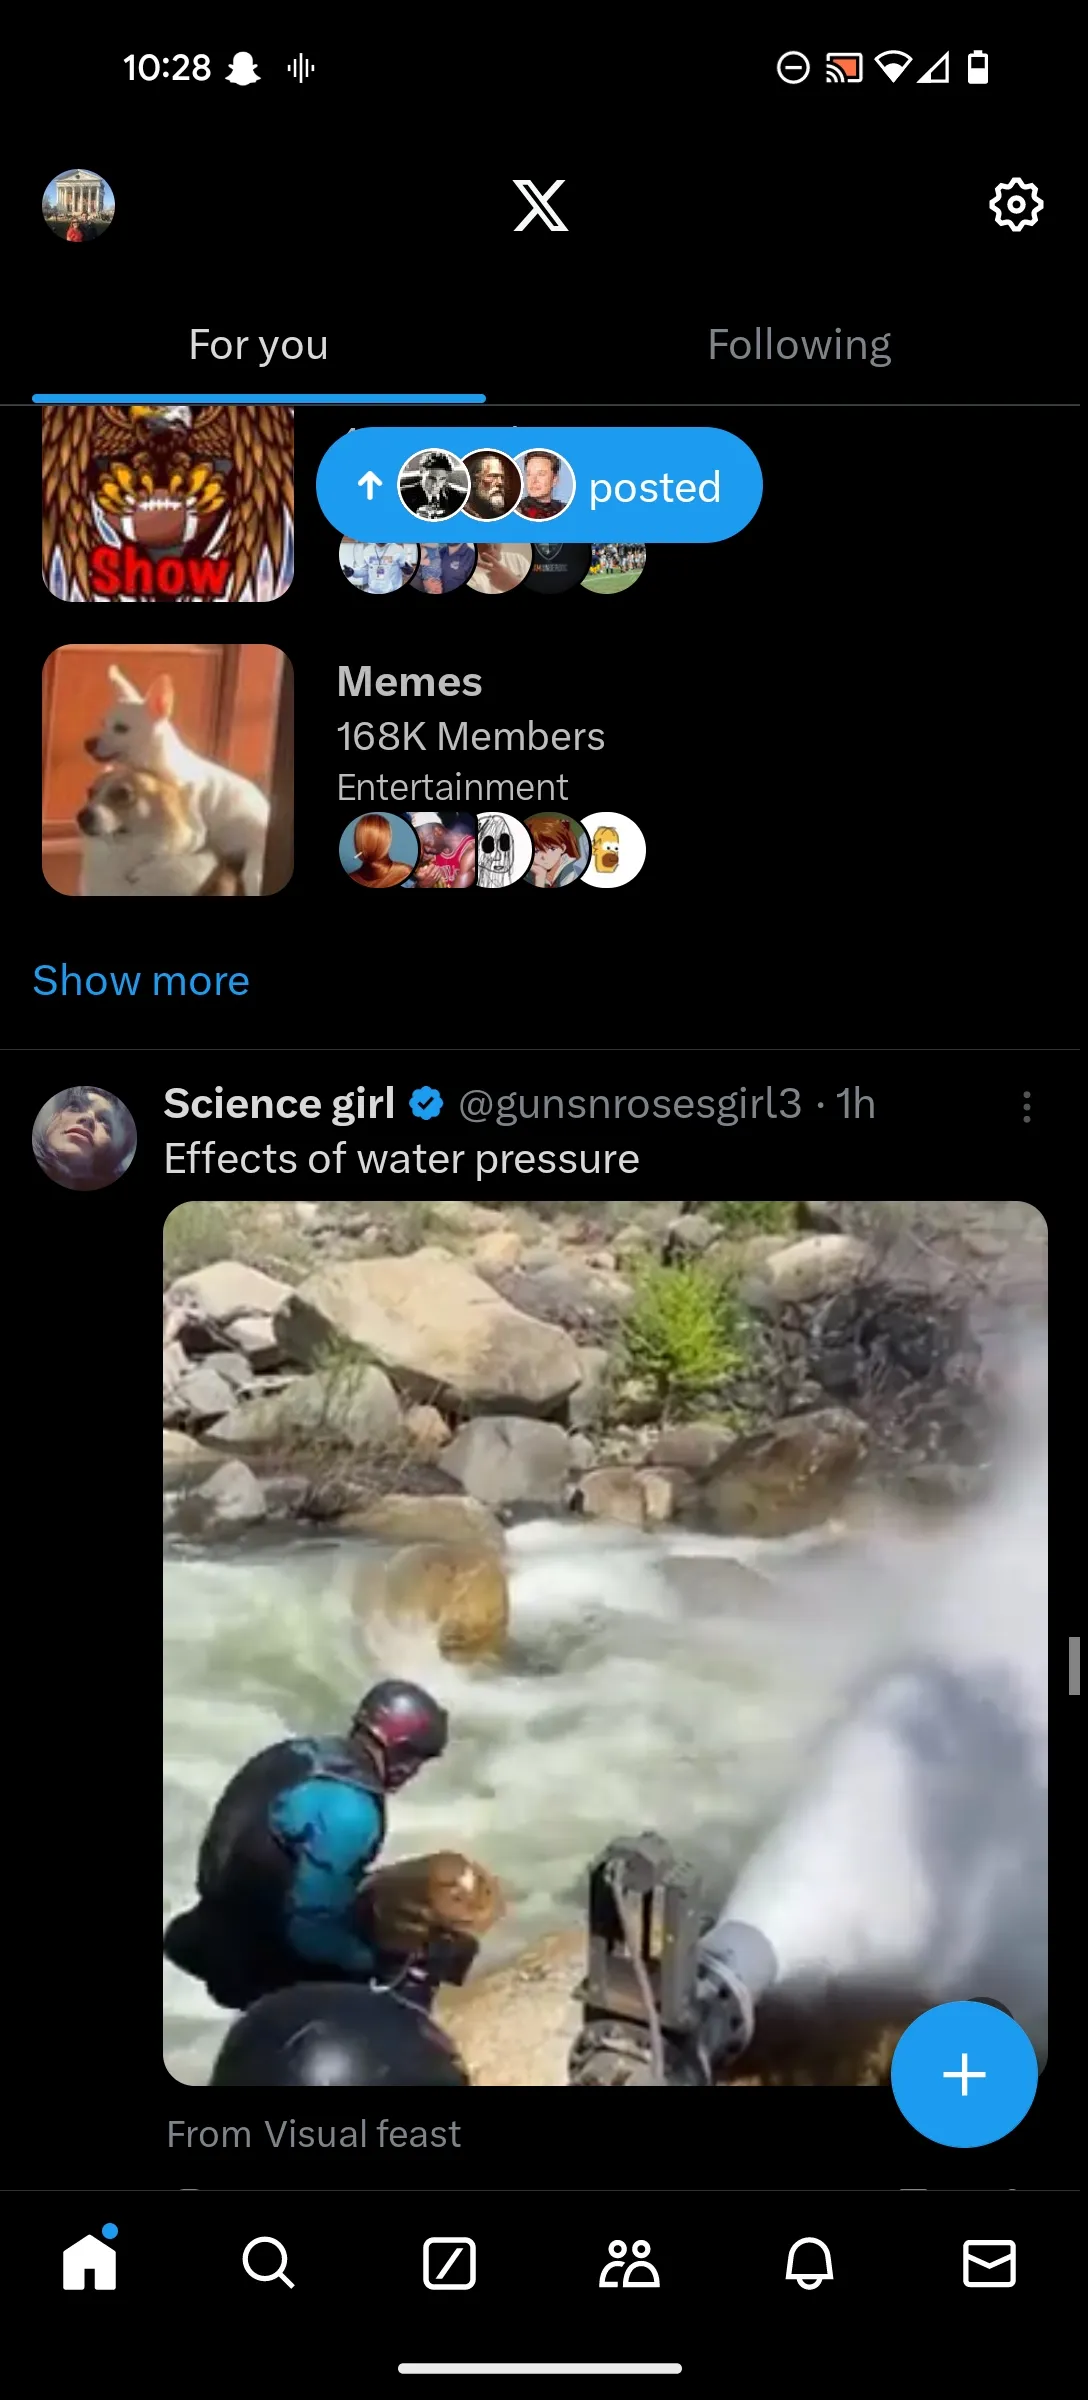 10:28
For you
Following
posted
Show
Memes
168K Members
Entertainment
Show more
Science girl @gunsnrosesgirl3 · 1h
Effects of water pressure
From Visual feast